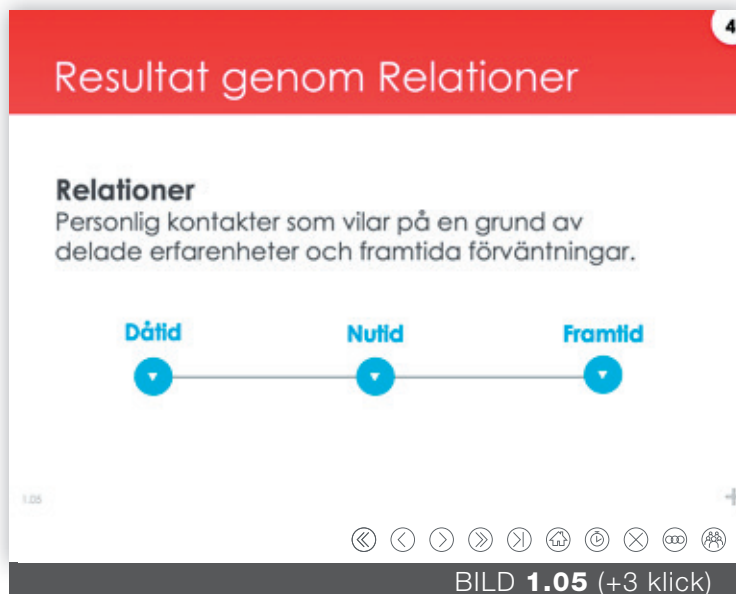 4
Resultat genom Relationer
Relationer
Personlig kontakter som vilar på en grund av
delade erfarenheter och framtida förväntningar.
Dåtid Nutid Framtid
1.05
BILD 1.05 (+3 klick)